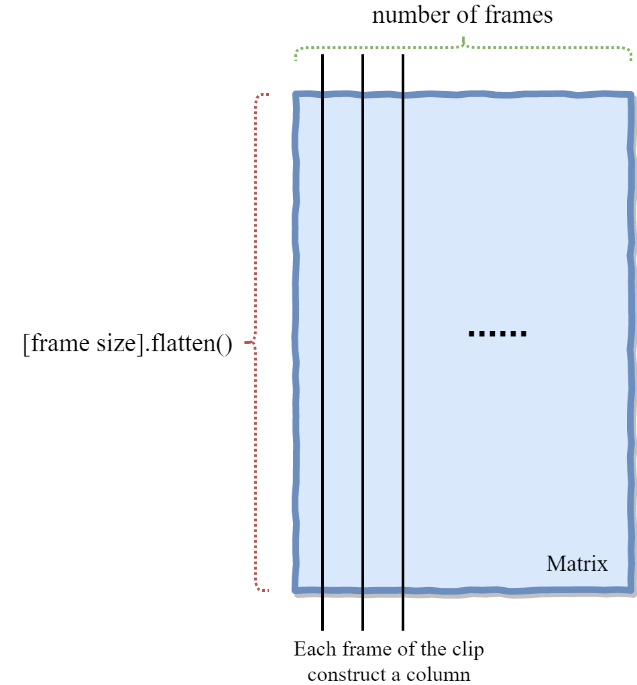 number of frames
[frame size].flatten()
......
Matrix
Each frame of the clip
construct a column